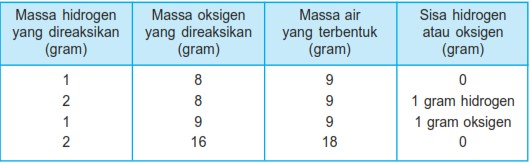 Massa hidrogen Massa oksigen Massa air Sisa hidrogen
yang direaksikan yang direaksikan yang terbentuk atau oksigen
(gram) (gram) (gram) (gram)
1 8 9 0
2 8 9 1 gram hidrogen
1 9 9 1 gram oksigen
2 16 18 0